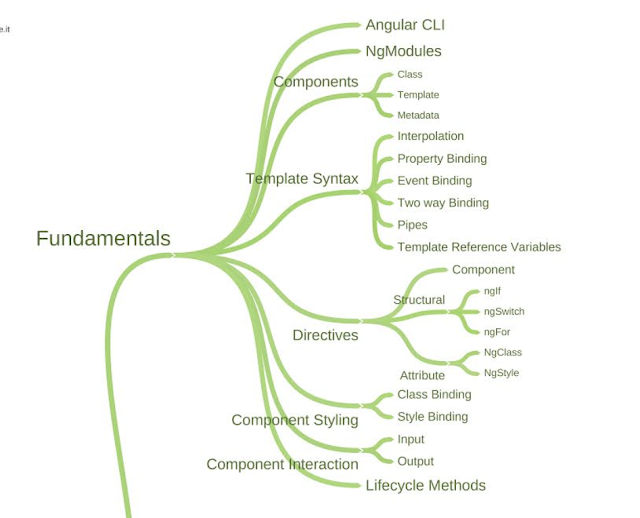 e.it
Angular CLI
NgModules
Components
Class
Template
Metadata
Template Syntax
Interpolation
Property Binding
Event Binding
Two way Binding
Pipes
Template Reference Variables
Fundamentals
Directives
Component
Structural
ngIf
ngSwitch
ngFor
Attribute
NgClass
NgStyle
Component Styling
Class Binding
Style Binding
Component Interaction
Input
Output
Lifecycle Methods